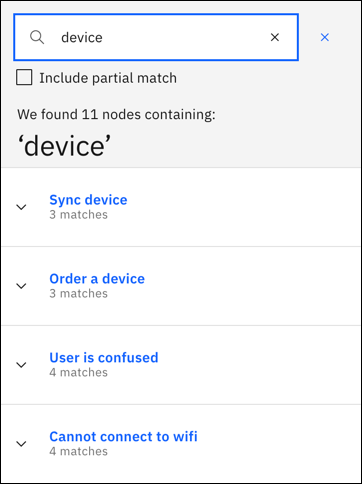 device
Include partial match
We found 11 nodes containing:
‘device’
Sync device
3 matches
Order a device
3 matches
User is confused
4 matches
Cannot connect to wifi
4 matches